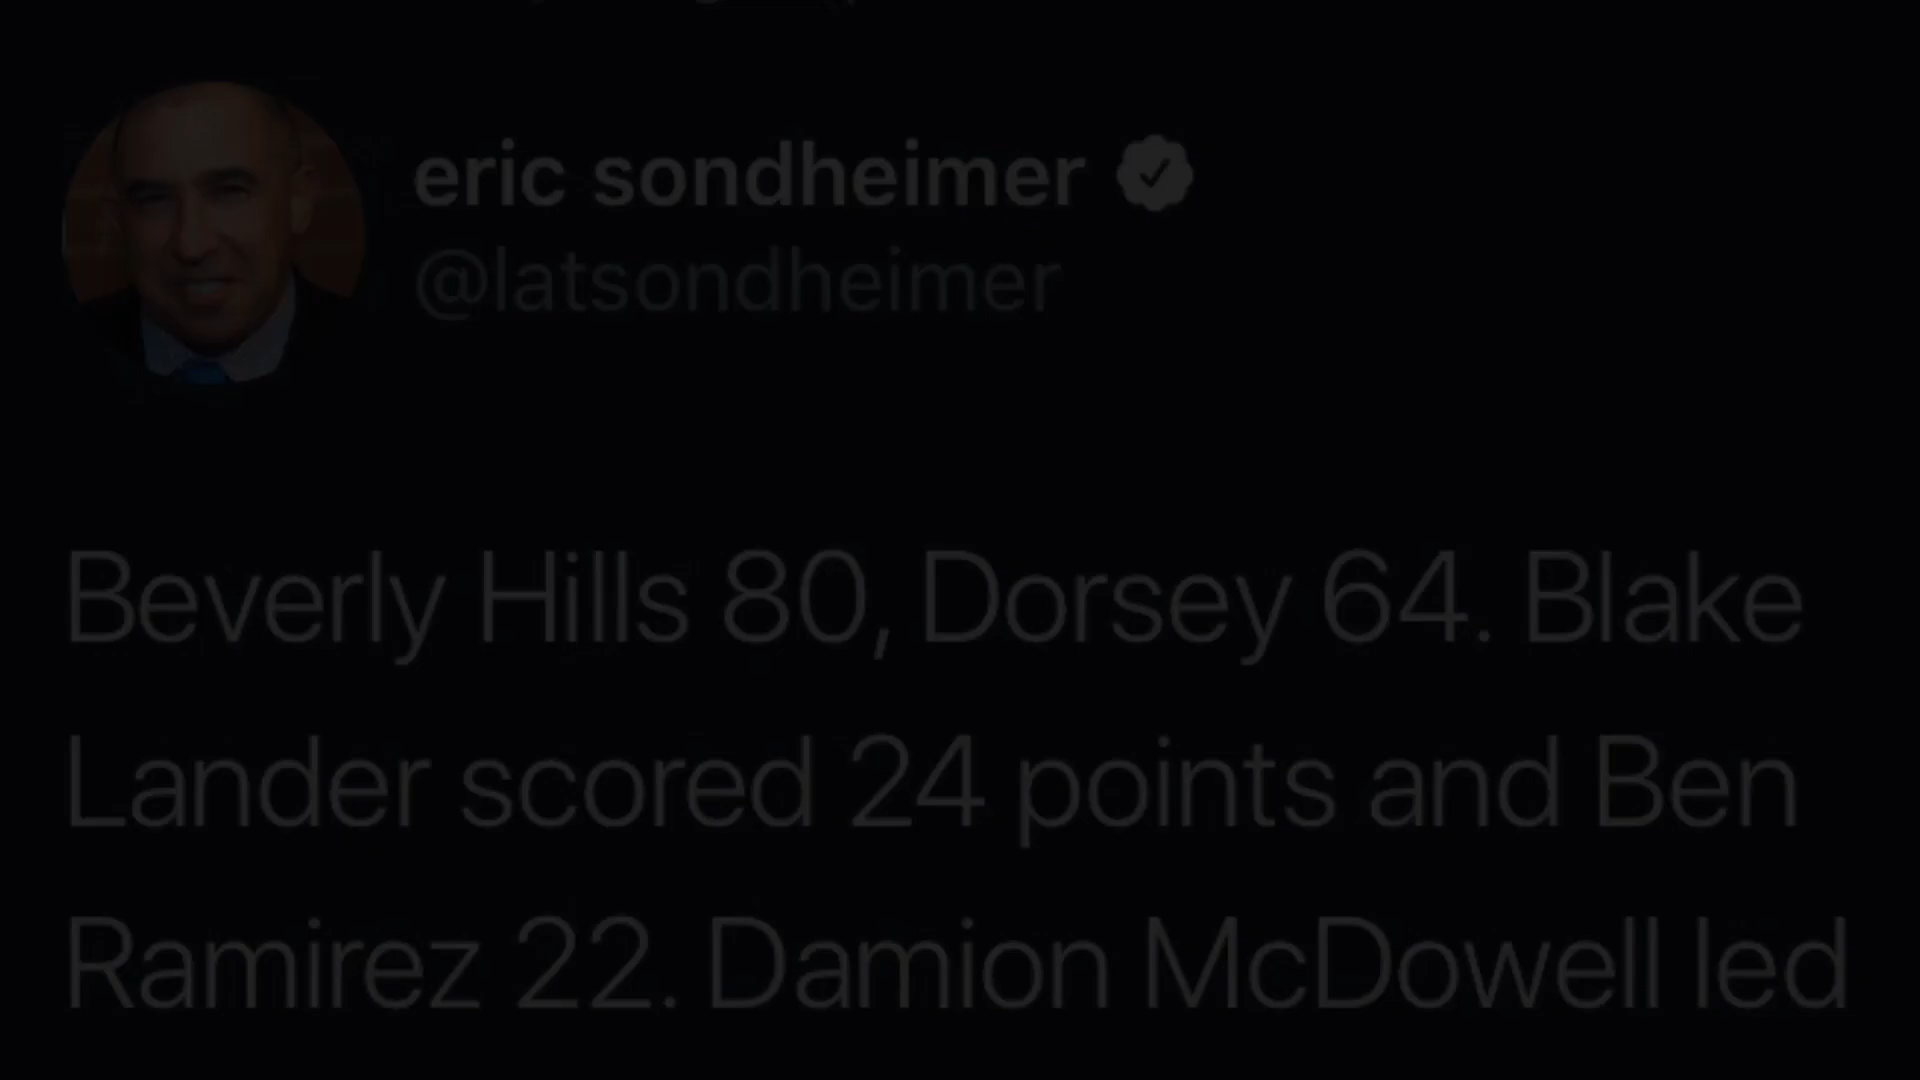 eric sondheimer
@latsondheimer
Beverly Hills 80, Dorsey 64. Blake
Lander scored 24 points and Ben
Ramirez 22. Damion McDowell led